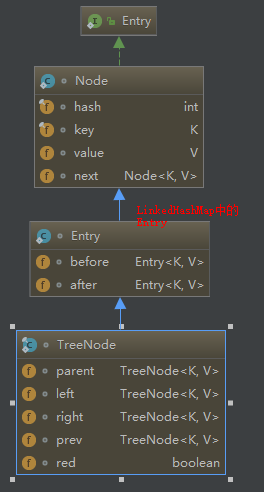 Entry
Node
hash int
key K
value V
next Node<K, V>
LinkedHashMap中的
Entry
Entry
before Entry<K, V>
after Entry<K, V>
TreeNode
parent TreeNode<K, V>
left TreeNode<K, V>
right TreeNode<K, V>
prev TreeNode<K, V>
red boolean